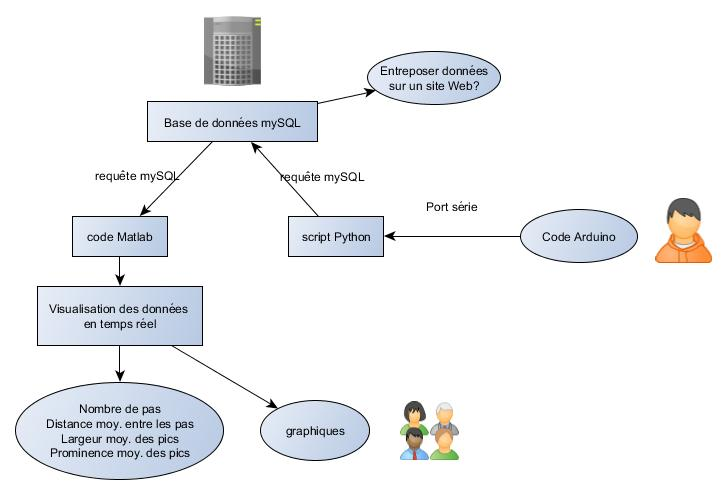 Entreposer données
sur un site Web?
Base de données mySQL
requête mySQL
requête mySQL
Port série
code Matlab
script Python
Code Arduino
Visualisation des données
en temps réel
Nombre de pas
Distance moy. entre les pas
Largeur moy. des pics
Prominence moy. des pics
graphiques